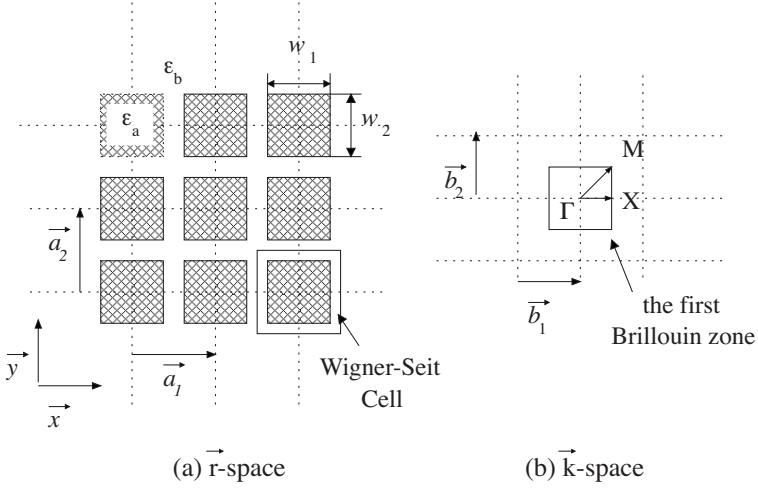 ε_b
w_1
ε_a
w_2
a_2
a_1
y
x
Wigner-Seit
Cell
(a) r-space
M
b_2
Γ
X
b_1
the first
Brillouin zone
(b) k-space